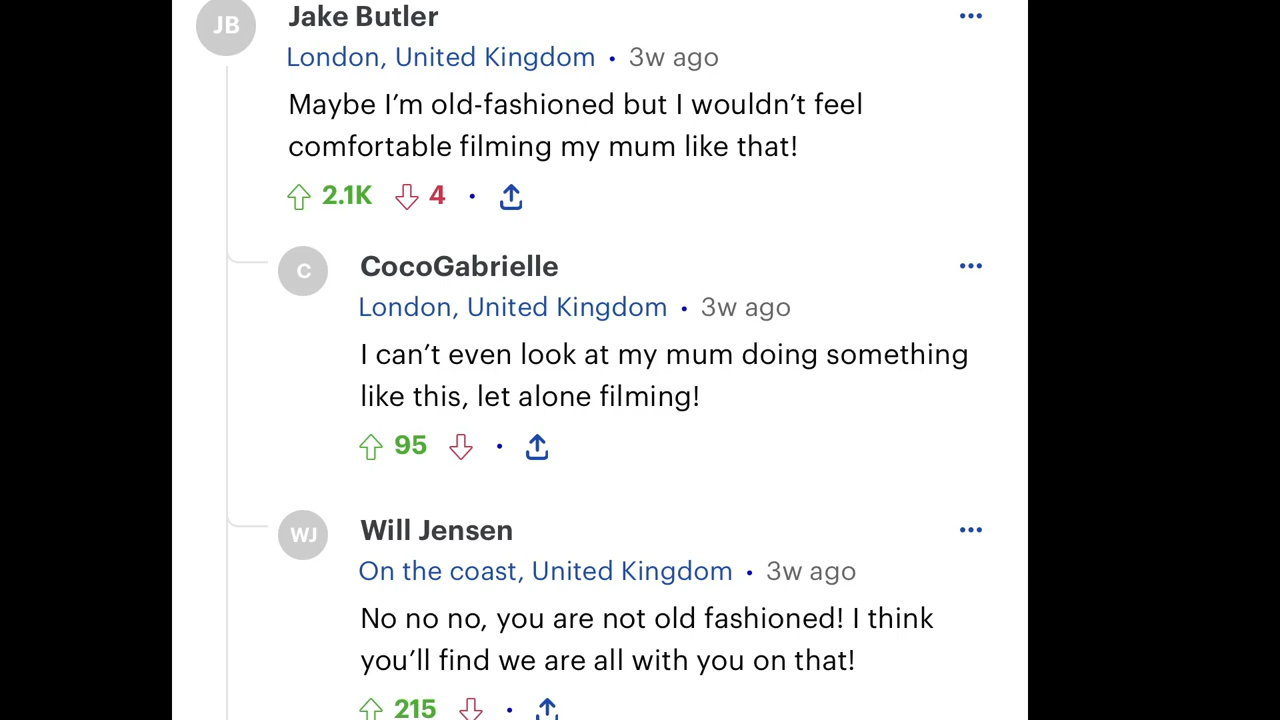 JB
Jake Butler
London, United Kingdom • 3w ago
Maybe I’m old-fashioned but I wouldn’t feel
comfortable filming my mum like that!
2.1K 4
C
CocoGabrielle
London, United Kingdom • 3w ago
I can’t even look at my mum doing something
like this, let alone filming!
95
WJ
Will Jensen
On the coast, United Kingdom • 3w ago
No no no, you are not old fashioned! I think
you’ll find we are all with you on that!
215